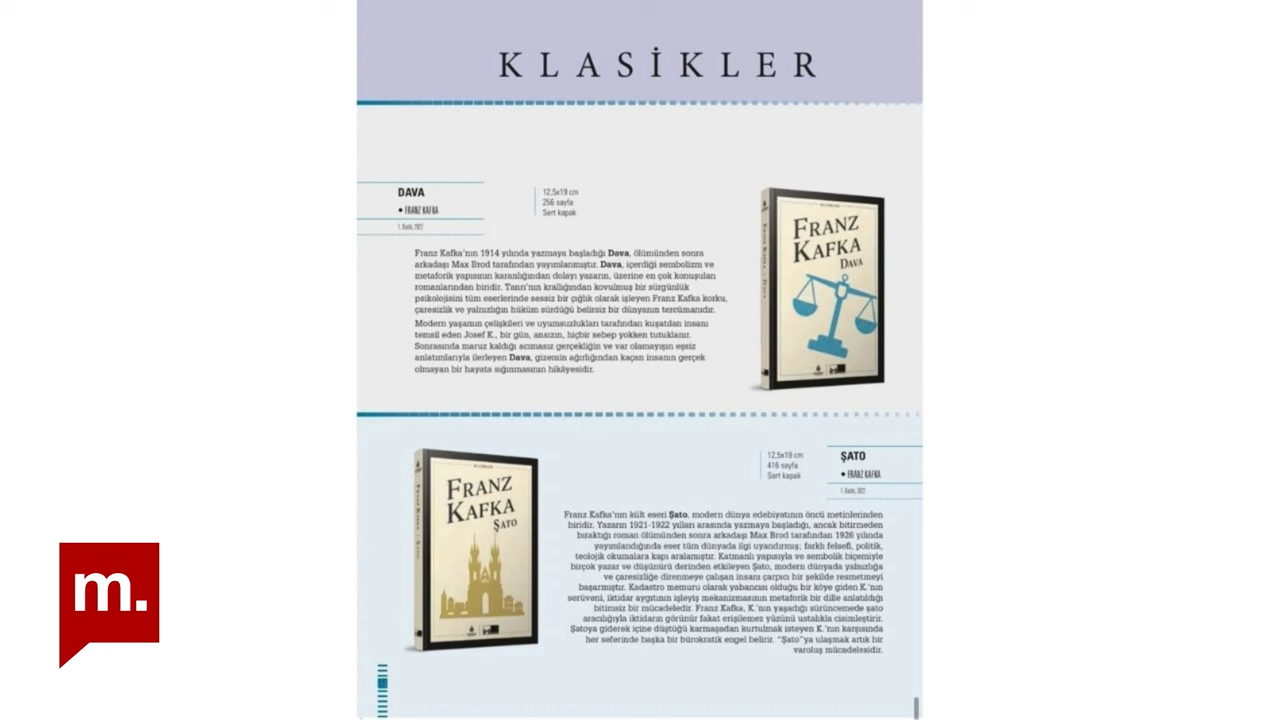 KLASİKLER
DAVA
• FRANZ KAFKA
1. Baskı, 2022
12,5x19 cm
256 sayfa
Sert kapak
Franz Kafka'nın 1914 yılında yazmaya başladığı Dava, ölümünden sonra
arkadaşı Max Brod tarafından yayımlanmıştır. Dava, içerdiği sembolizm ve
metaforik yapısının karanlığından dolayı yazarın, üzerine en çok konuşulan
romanlarından biridir. Tanrı'nın krallığından kovulmuş bir sürgünlük
psikolojisini tüm eserlerinde sessiz bir çığlık olarak işleyen Franz Kafka korku,
çaresizlik ve yalnızlığın hüküm sürdüğü belirsiz bir dünyanın tercümanıdır.
Modern yaşamın çelişkileri ve uyumsuzlukları tarafından kuşatılan insanı
temsil eden Josef K., bir gün, ansızın, hiçbir sebep yokken tutuklanır.
Sonrasında maruz kaldığı acımasız gerçekliğin ve var olamayışın eşsiz
anlatımlarıyla ilerleyen Dava, gizemin ağırlığından kaçan insanın gerçek
olmayan bir hayata sığınmasının hikâyesidir.
FRANZ
KAFKA
DAVA
FRANZ
KAFKA
ŞATO
12,5x19 cm
416 sayfa
Sert kapak
ŞATO
• FRANZ KAFKA
1. Baskı, 2022
Franz Kafka'nın kült eseri Şato, modern dünya edebiyatının öncü metinlerinden
biridir. Yazarın 1921-1922 yılları arasında yazmaya başladığı, ancak bitirmeden
bıraktığı roman ölümünden sonra arkadaşı Max Brod tarafından 1926 yılında
yayımlandığında eser tüm dünyada ilgi uyandırmış; farklı felsefi, politik,
teolojik okumalara kapı aralamıştır. Katmanlı yapısıyla ve sembolik biçemiyle
birçok yazar ve düşünürü derinden etkileyen Şato, modern dünyada yalnızlığa
ve çaresizliğe direnmeye çalışan insanı çarpıcı bir şekilde resmetmeyi
başarmıştır. Kadastro memuru olarak yabancısı olduğu bir köye giden K.'nın
serüveni, iktidar aygıtının işleyiş mekanizmasının metaforik bir dille anlatıldığı
bitimsiz bir mücadeledir. Franz Kafka, K.'nın yaşadığı sürüncemede şato
aracılığıyla iktidarın görünür fakat erişilemez yüzünü ustalıkla cisimleştirir.
Şatoya giderek içine düştüğü karmaşadan kurtulmak isteyen K.'nın karşısında
her seferinde başka bir bürokratik engel belirir. "Şato"ya ulaşmak artık bir
varoluş mücadelesidir.
m.